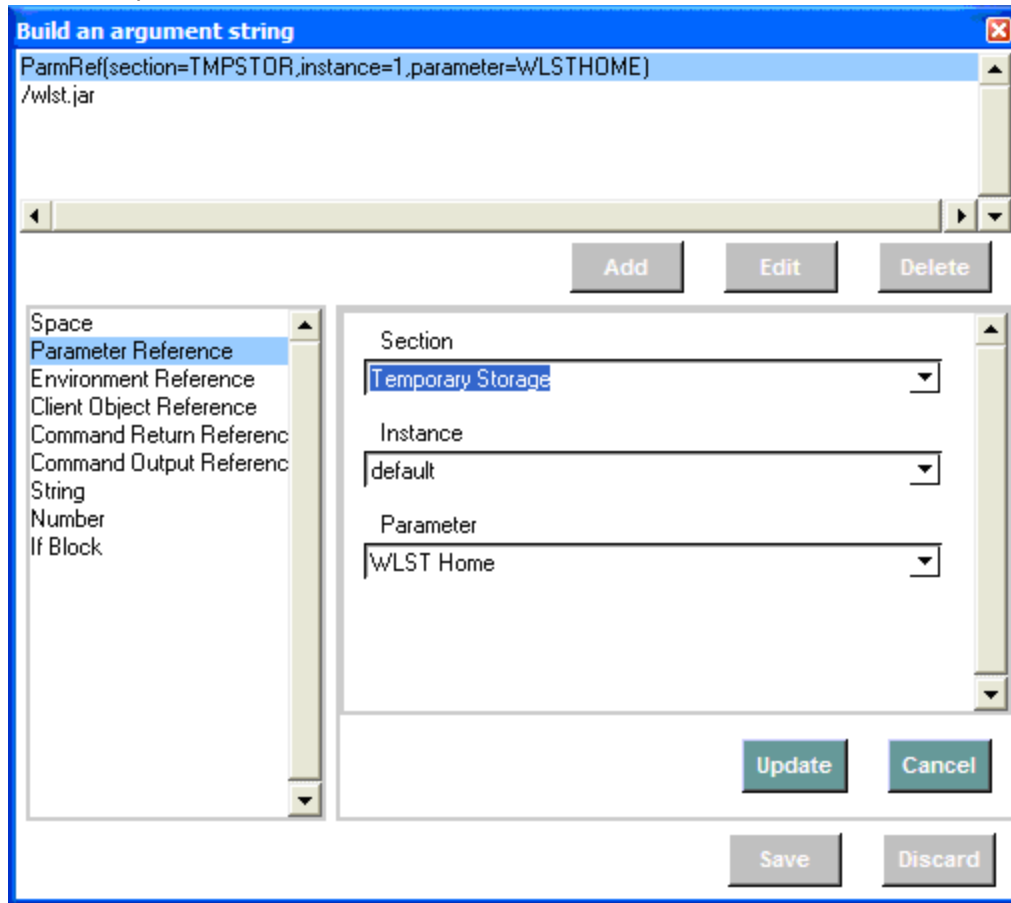 Build an argument string
ParmRef(section=TMPSTOR,instance=1,parameter=WLSTHOME)
/wlst.jar
Add Edit Delete
Space
Parameter Reference
Environment Reference
Client Object Reference
Command Return Referenc
Command Output Referenc
String
Number
If Block
Section
Temporary Storage
Instance
default
Parameter
WLST Home
Update Cancel
Save Discard